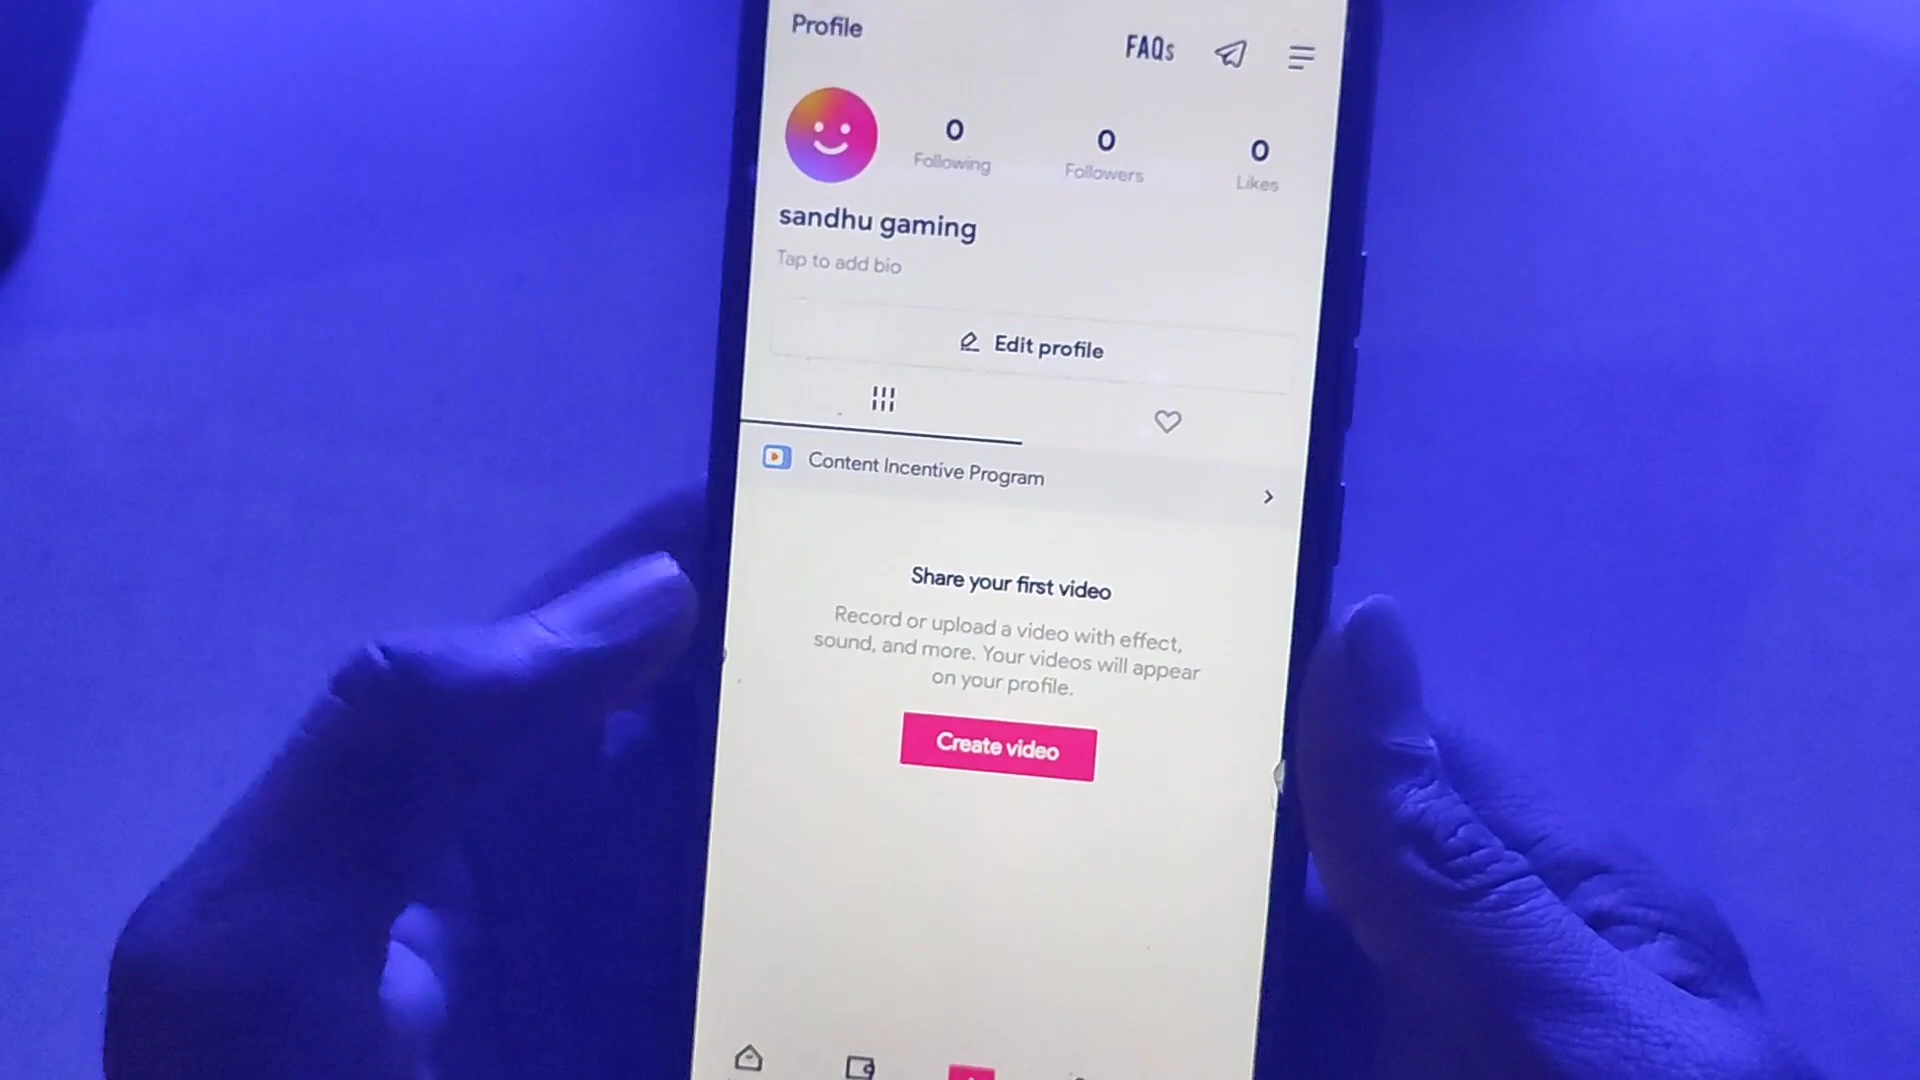 Profile
FAQs
0
Following
0
Followers
0
Likes
sandhu gaming
Tap to add bio
Edit profile
Content Incentive Program
Share your first video
Record or upload a video with effect,
sound, and more. Your videos will appear
on your profile.
Create video